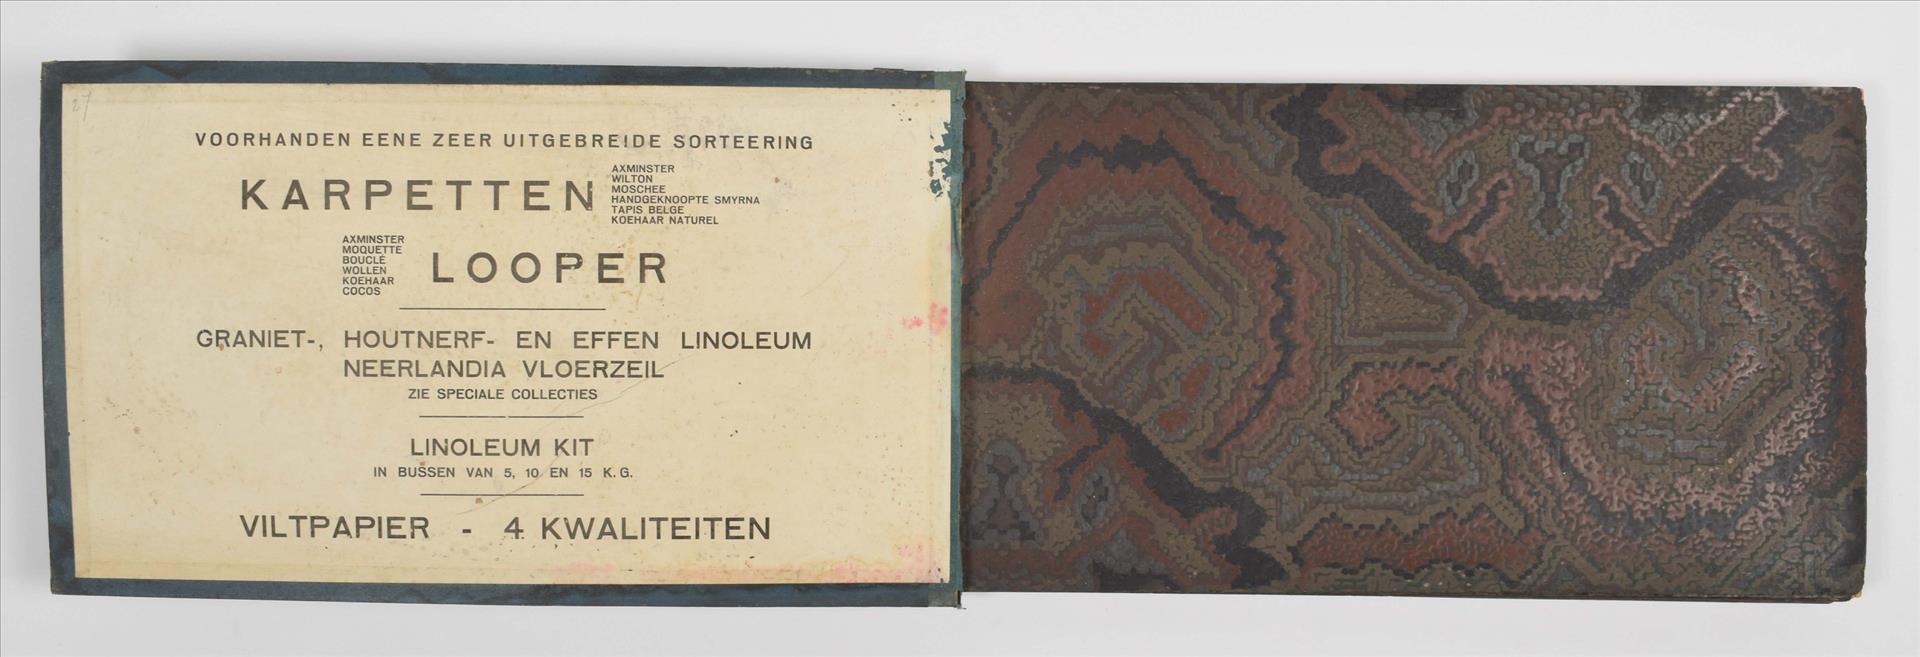 27
VOORHANDEN EENE ZEER UITGEBREIDE SORTEERING
KARPETTEN
AXMINSTER
WILTON
MOSCHEE
HANDGEKNOOPTE SMYRNA
TAPIS BELGE
KOEHAAR NATUREL
AXMINSTER
MOQUETTE
BOUCLÉ
WOLLEN
KOEHAAR
COCOS
LOOPER
GRANIET-, HOUTNERF- EN EFFEN LINOLEUM
NEERLANDIA VLOERZEIL
ZIE SPECIALE COLLECTIES
LINOLEUM KIT
IN BUSSEN VAN 5, 10 EN 15 K.G.
VILTPAPIER - 4 KWALITEITEN